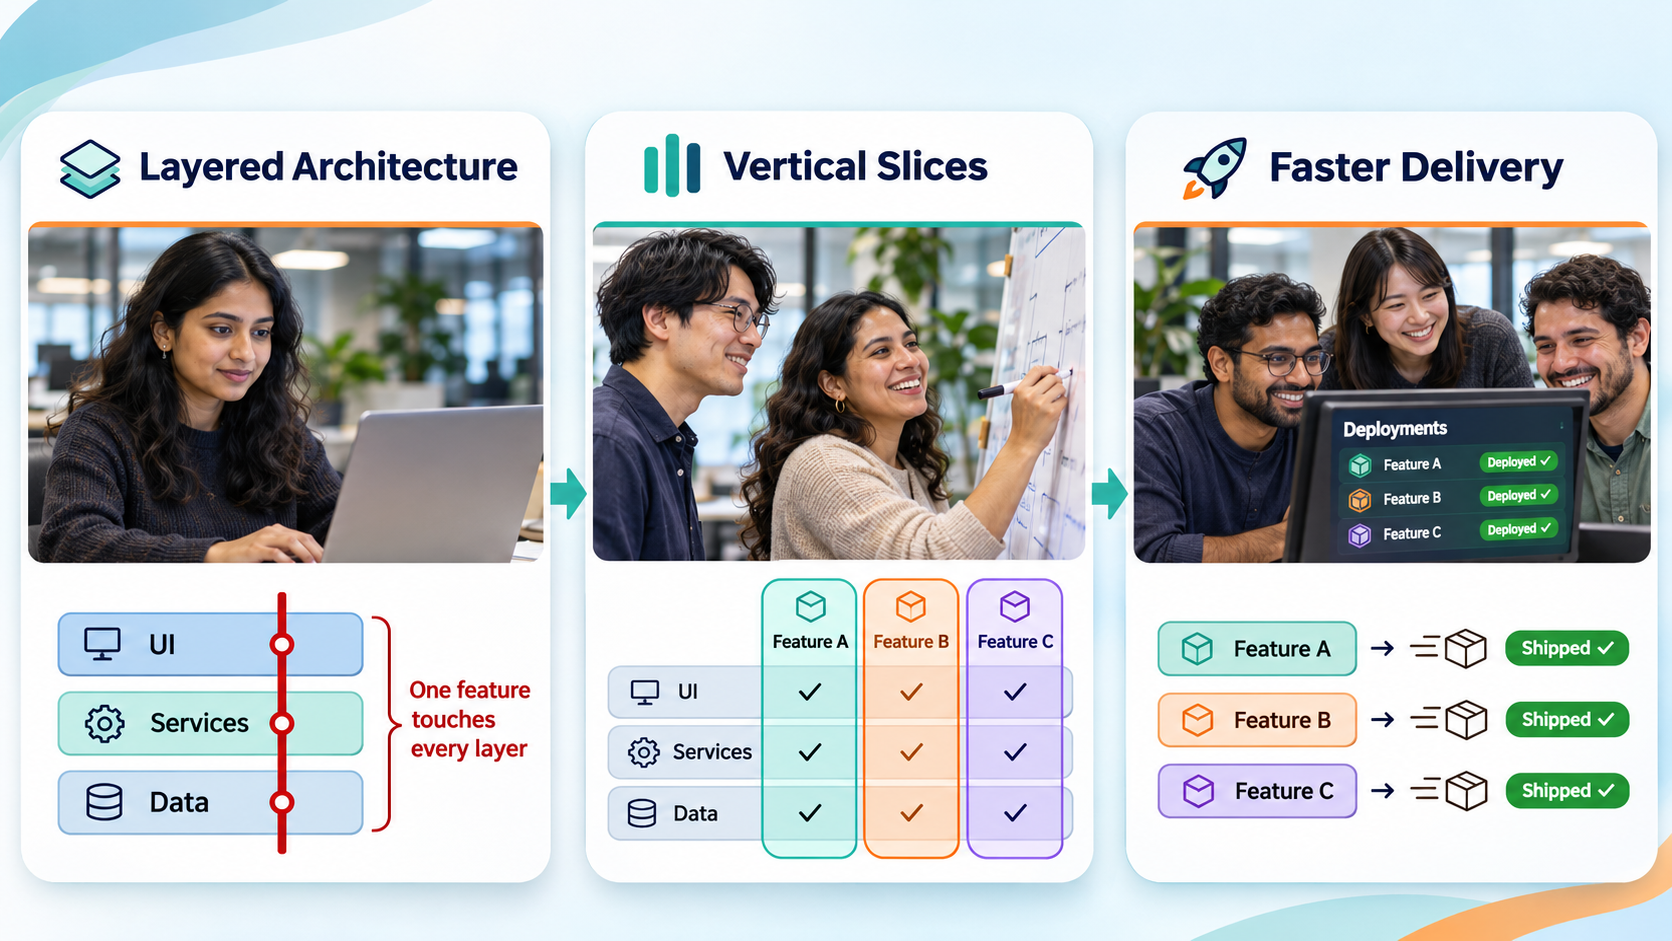 Layered Architecture
UI
Services
Data
One feature
touches
every layer
Vertical Slices
Feature A
Feature B
Feature C
UI
Services
Data
Faster Delivery
Deployments
Feature A
Deployed
Feature B
Deployed
Feature C
Deployed
Feature A
Shipped
Feature B
Shipped
Feature C
Shipped